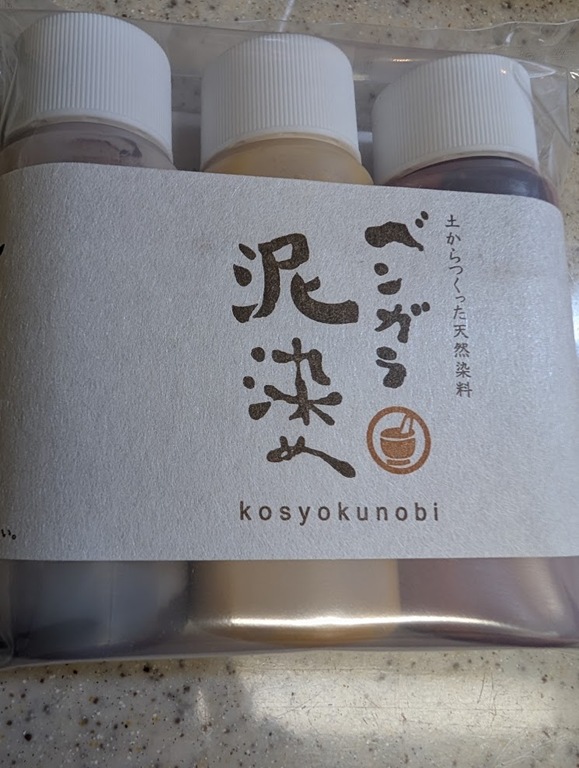 土からつくった天然染料
ベンガラ
泥染め
kosyokunobi
い。